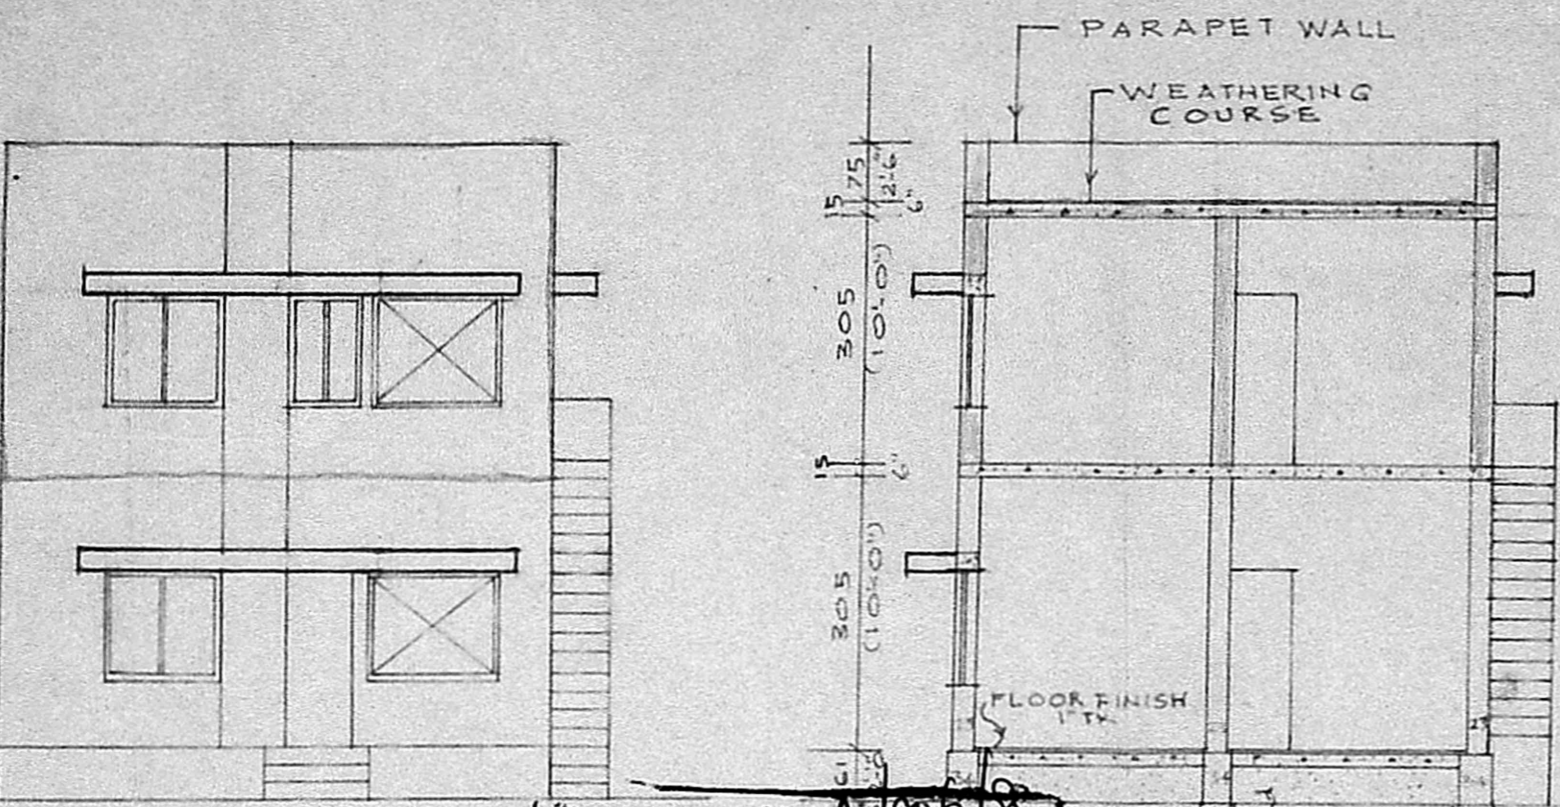 PARAPET WALL
WEATHERING
COURSE
75
2'-6"
15
6"
305
(10'-0")
15
6"
305
(10'-0")
FLOOR FINISH
1" TK
61